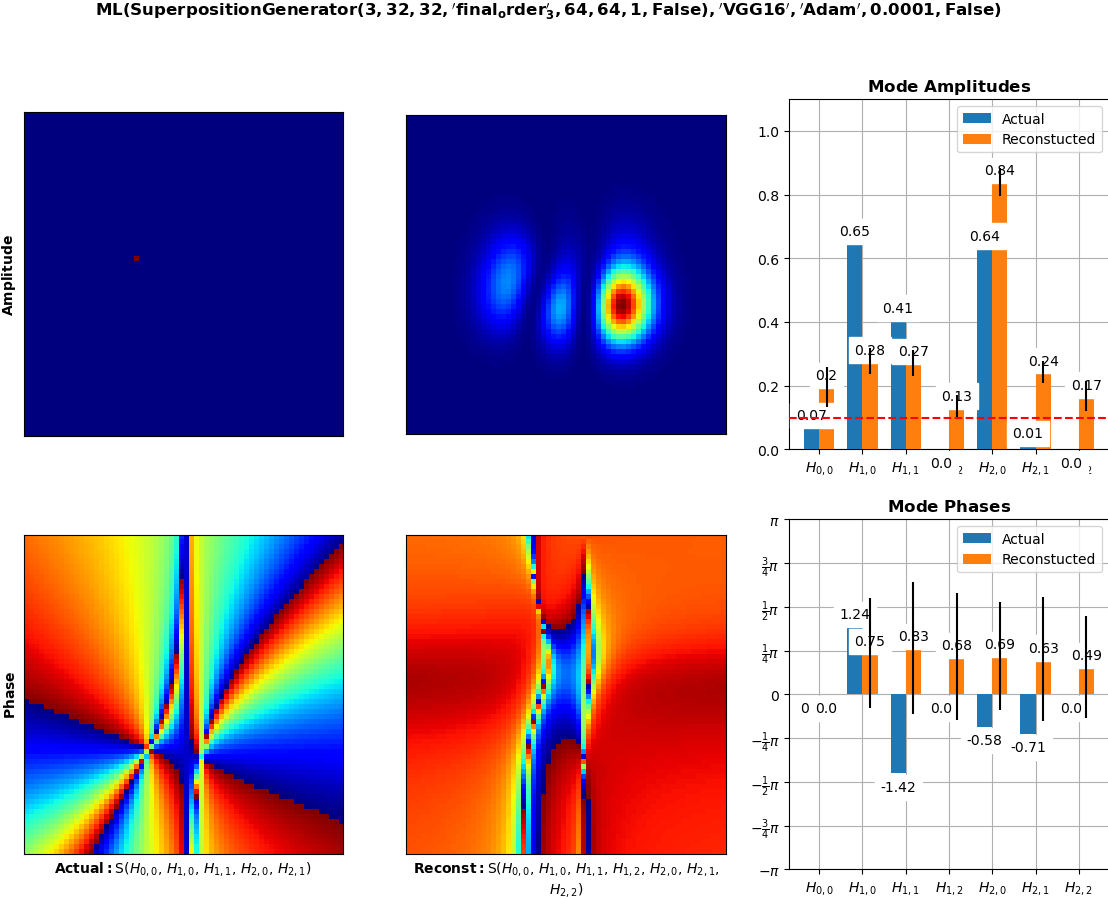 ML(SuperpositionGenerator(3, 32, 32, 'final_order'_3, 64, 64, 1, False), 'VGG16', 'Adam', 0.0001, False)
Amplitude
Mode Amplitudes
Actual
Reconstucted
1.0
0.8
0.6
0.4
0.2
0.0
0.07
0.2
0.65
0.28
0.41
0.27
0.0
0.13
0.64
0.84
0.01
0.24
0.0
0.17
H0,0 H1,0 H1,1 2 H2,0 H2,1 2
Phase
Mode Phases
Actual
Reconstucted
π
3/4π
1/2π
1/4π
0
−1/4π
−1/2π
−3/4π
−π
0
0.0
1.24
0.75
-1.42
0.83
0.0
0.68
-0.58
0.69
-0.71
0.63
0.0
0.49
H0,0 H1,0 H1,1 H1,2 H2,0 H2,1 H2,2
Actual: S(H0,0, H1,0, H1,1, H2,0, H2,1)
Reconst: S(H0,0, H1,0, H1,1, H1,2, H2,0, H2,1,
H2,2)